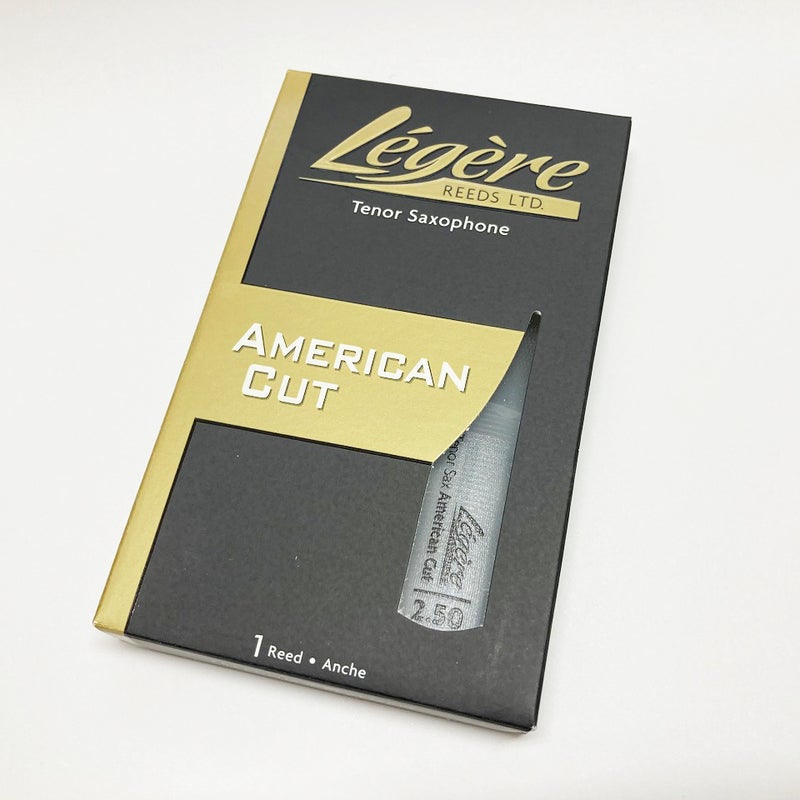 Légère
REEDS LTD.
Tenor Saxophone
AMERICAN
CUT
Tenor Sax American Cut
Légère
2.50
1 Reed • Anche